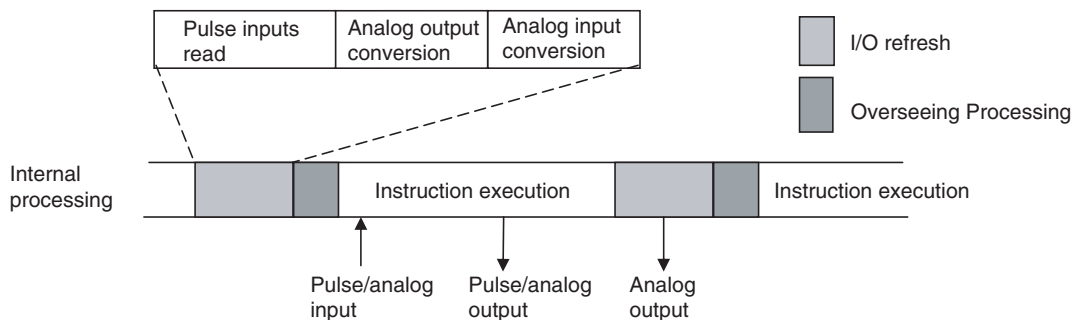 Pulse inputs
read
Analog output
conversion
Analog input
conversion
I/O refresh
Overseeing Processing
Internal
processing
Instruction execution
Instruction execution
Pulse/analog
input
Pulse/analog
output
Analog
output